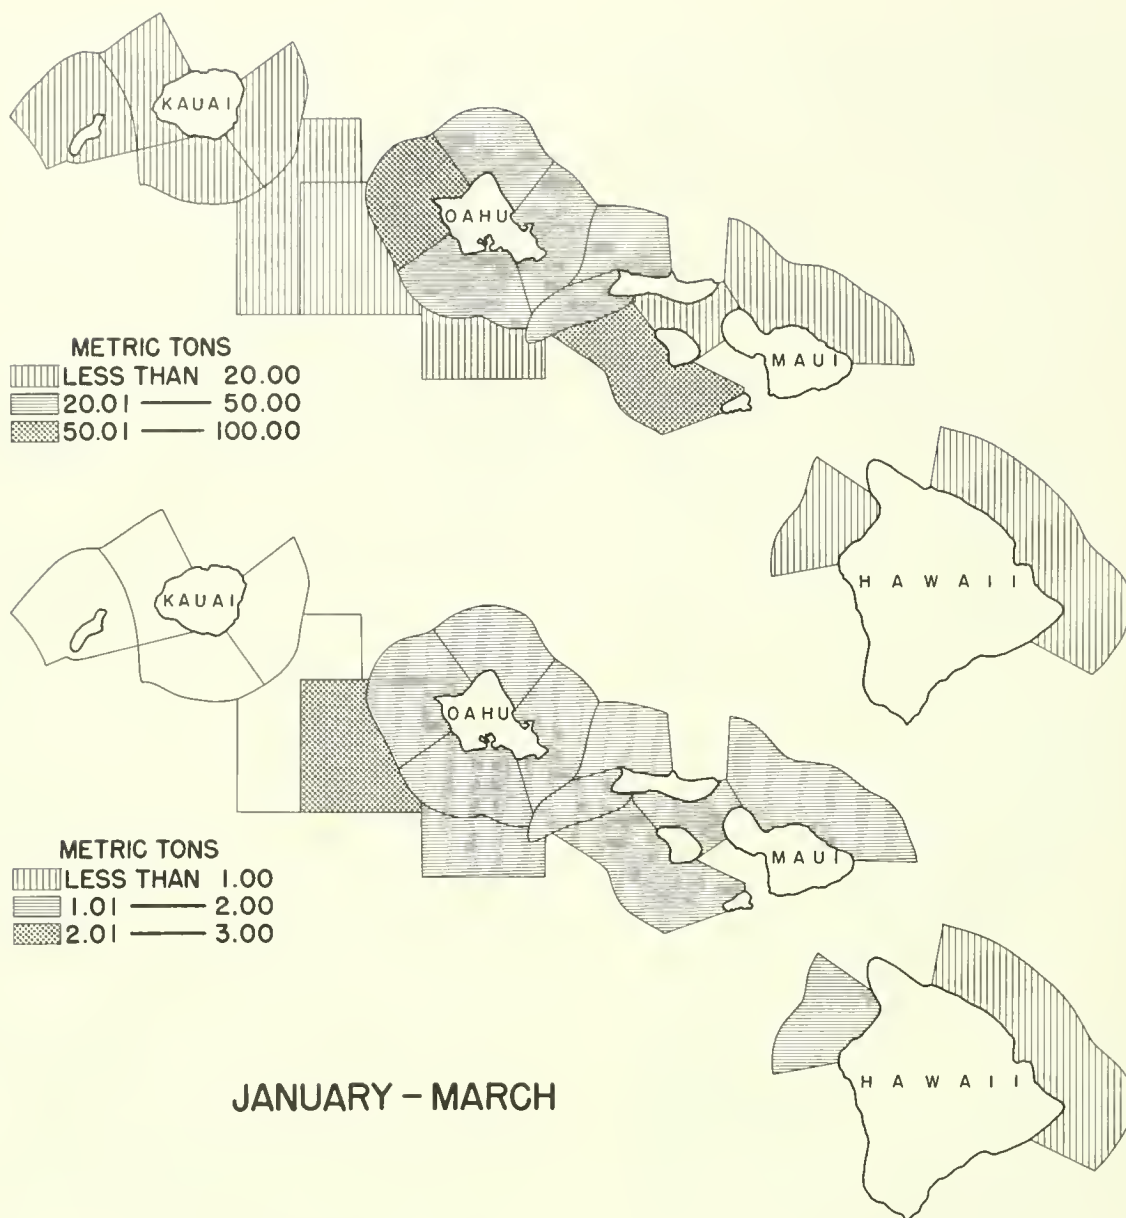 KAUAI
OAHU
MAUI
METRIC TONS
LESS THAN 20.00
20.01 — 50.00
50.01 — 100.00
HAWAII
KAUAI
OAHU
MAUI
METRIC TONS
LESS THAN 1.00
1.01 — 2.00
2.01 — 3.00
HAWAII
JANUARY – MARCH